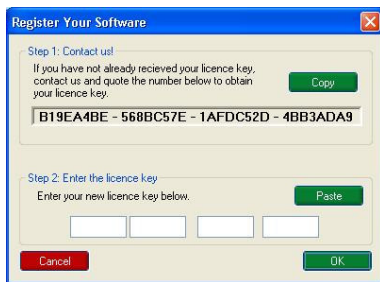 Register Your Software
Step 1: Contact us!
If you have not already recieved your licence key,
contact us and quote the number below to obtain
your licence key.
Copy
B19EA4BE - 568BC57E - 1AFDC52D - 4BB3ADA9
Step 2: Enter the licence key
Enter your new licence key below.
Paste
Cancel
OK